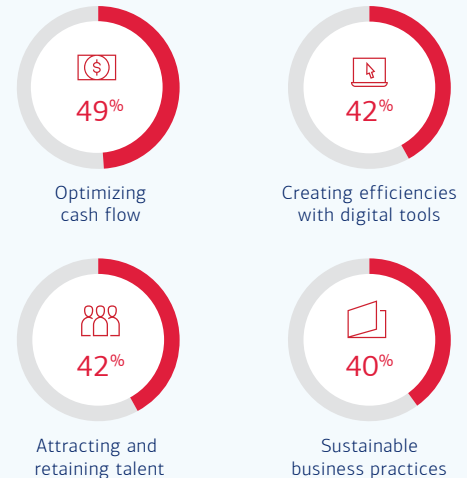 $
49%
Optimizing
cash flow
42%
Creating efficiencies
with digital tools
42%
Attracting and
retaining talent
40%
Sustainable
business practices